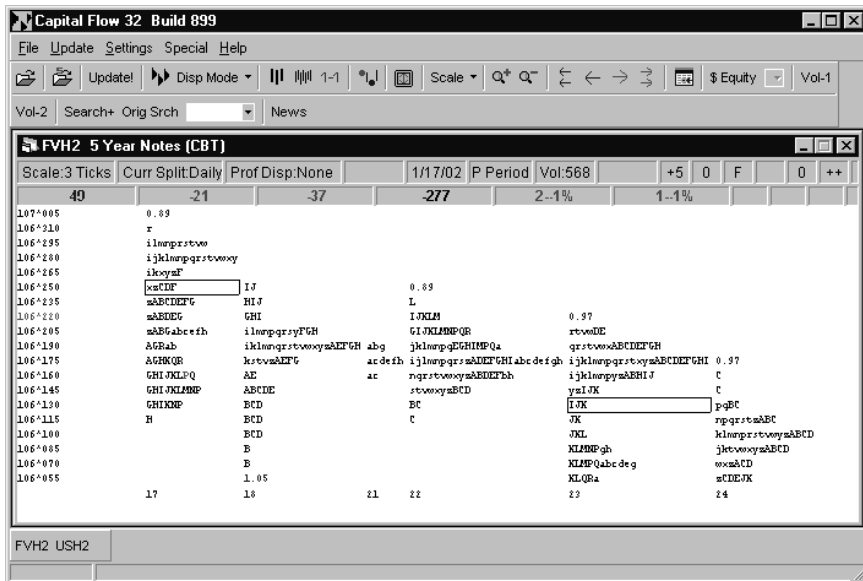 Capital Flow 32 Build 899
File Update Settings Special Help
Update! Disp Mode 1-1 Scale $ Equity Vol-1
Vol-2 Search+ Orig Srch News
FVH2 5 Year Notes (CBT)
Scale:3 Ticks Curr Split:Daily Prof Disp:None 1/17/02 P Period Vol:568 +5 0 F 0 ++
49 -21 -37 -277 2--1% 1--1%
107^005 0.89
106^310 r
106^295 ilmnprstvw
106^280 ijklmnpqrstvwxy
106^265 ikxyzF
106^250 xzCDF IJ 0.89
106^235 zABCDEFG HIJ L
106^220 zABDEG GHI IJKLM 0.97
106^205 zABGabcefh ilmnpqrsyFGH GIJKLMNPQR rtvwDE
106^190 AGRab iklmnqrstvwxyzAEFGH abg jklmnpqEGHIMPQa qrstvwxABCDEFGH
106^175 AGHKQR kstvzAEFG acdefh ijlmnpqrszADEFGHIabcdefgh ijklmnpqrstxyzABCDEFGHI 0.97
106^160 GHIJKLPQ AE ac nqrstvwxyzABDEFbh ijklmnpyzABHIJ C
106^145 GHIJKLMNP ABCDE stvwxyzBCD yzIJK C
106^130 GHIKNP BCD BC IJK pqBC
106^115 H BCD C JK npqrstzABC
106^100 BCD JKL klmnprstvwyzABCD
106^085 B KLMNPgh jktvwxyzABCD
106^070 B KLMPQabcdeg wxzACD
106^055 1.05 KLQRa zCDEJK
17 18 21 22 23 24
FVH2 USH2